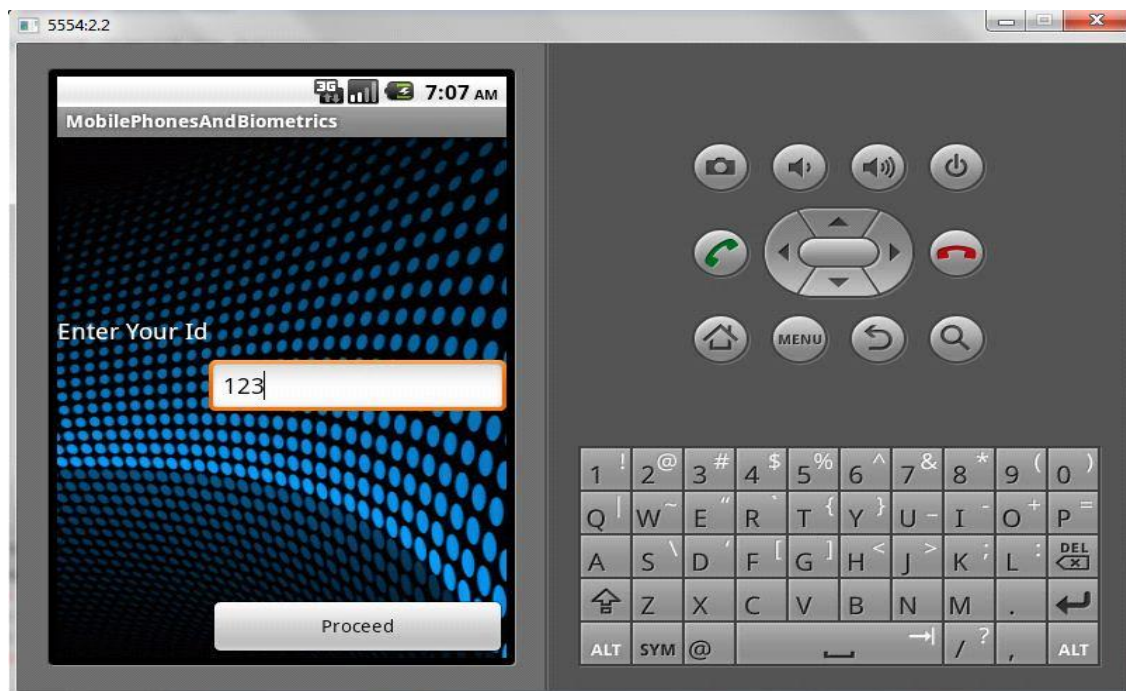 5554:2.2
3G 7:07 AM
MobilePhonesAndBiometrics
Enter Your Id
123
Proceed
MENU
1 ! 2 @ 3 # 4 $ 5 % 6 ^ 7 & 8 * 9 ( 0 )
Q | W ~ E " R ` T { Y } U _ I - O + P =
A S \ D ' F [ G ] H < J > K ; L : DEL
Z X C V B N M .
ALT SYM @ / ? , ALT